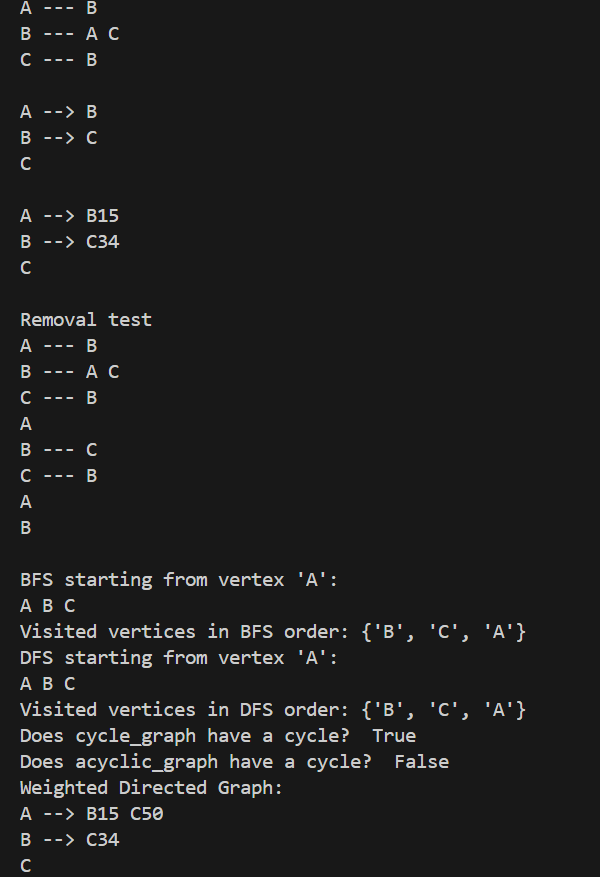 A --- B
B --- A C
C --- B
A --> B
B --> C
C
A --> B15
B --> C34
C
Removal test
A --- B
B --- A C
C --- B
A
B --- C
C --- B
A
B
BFS starting from vertex 'A':
A B C
Visited vertices in BFS order: {'B', 'C', 'A'}
DFS starting from vertex 'A':
A B C
Visited vertices in DFS order: {'B', 'C', 'A'}
Does cycle_graph have a cycle?  True
Does acyclic_graph have a cycle?  False
Weighted Directed Graph:
A --> B15 C50
B --> C34
C